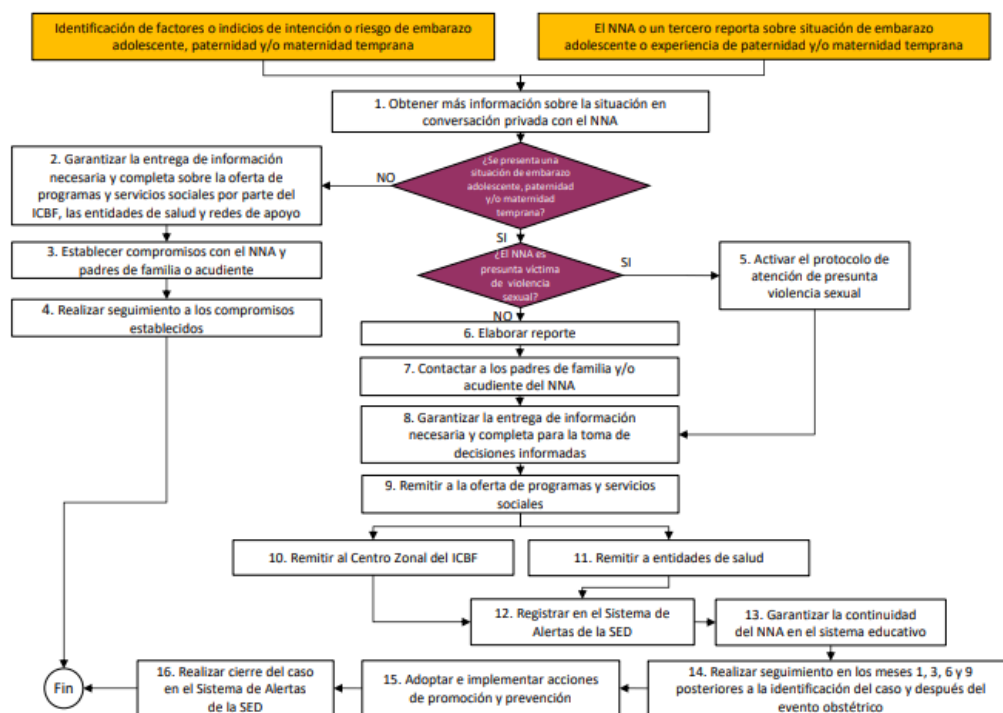 Identificación de factores o indicios de intención o riesgo de embarazo
adolescente, paternidad y/o maternidad temprana
El NNA o un tercero reporta sobre situación de embarazo
adolescente o experiencia de paternidad y/o maternidad temprana
1. Obtener más información sobre la situación en
conversación privada con el NNA
¿Se presenta una
situación de embarazo
adolescente, paternidad
y/o maternidad
temprana?
NO
2. Garantizar la entrega de información
necesaria y completa sobre la oferta de
programas y servicios sociales por parte del
ICBF, las entidades de salud y redes de apoyo
3. Establecer compromisos con el NNA y
padres de familia o acudiente
4. Realizar seguimiento a los compromisos
establecidos
SI
¿El NNA es
presunta víctima
de violencia
sexual?
SI
5. Activar el protocolo de
atención de presunta
violencia sexual
NO
6. Elaborar reporte
7. Contactar a los padres de familia y/o
acudiente del NNA
8. Garantizar la entrega de información
necesaria y completa para la toma de
decisiones informadas
9. Remitir a la oferta de programas y servicios
sociales
10. Remitir al Centro Zonal del ICBF
11. Remitir a entidades de salud
12. Registrar en el Sistema de
Alertas de la SED
13. Garantizar la continuidad
del NNA en el sistema educativo
14. Realizar seguimiento en los meses 1, 3, 6 y 9
posteriores a la identificación del caso y después del
evento obstétrico
15. Adoptar e implementar acciones
de promoción y prevención
16. Realizar cierre del caso
en el Sistema de Alertas
de la SED
Fin